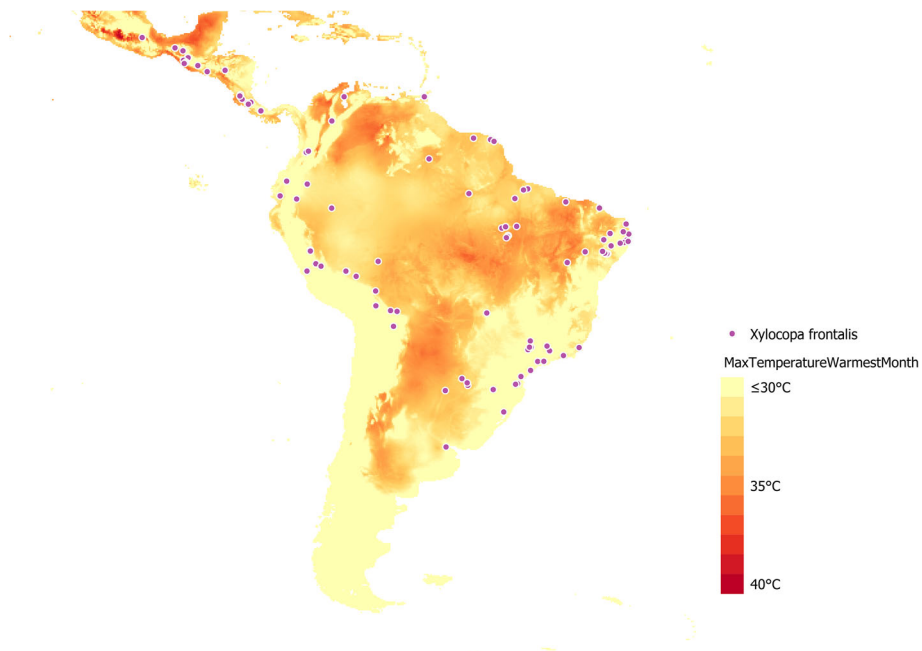 Xylocopa frontalis
MaxTemperatureWarmestMonth
≤30°C
35°C
40°C